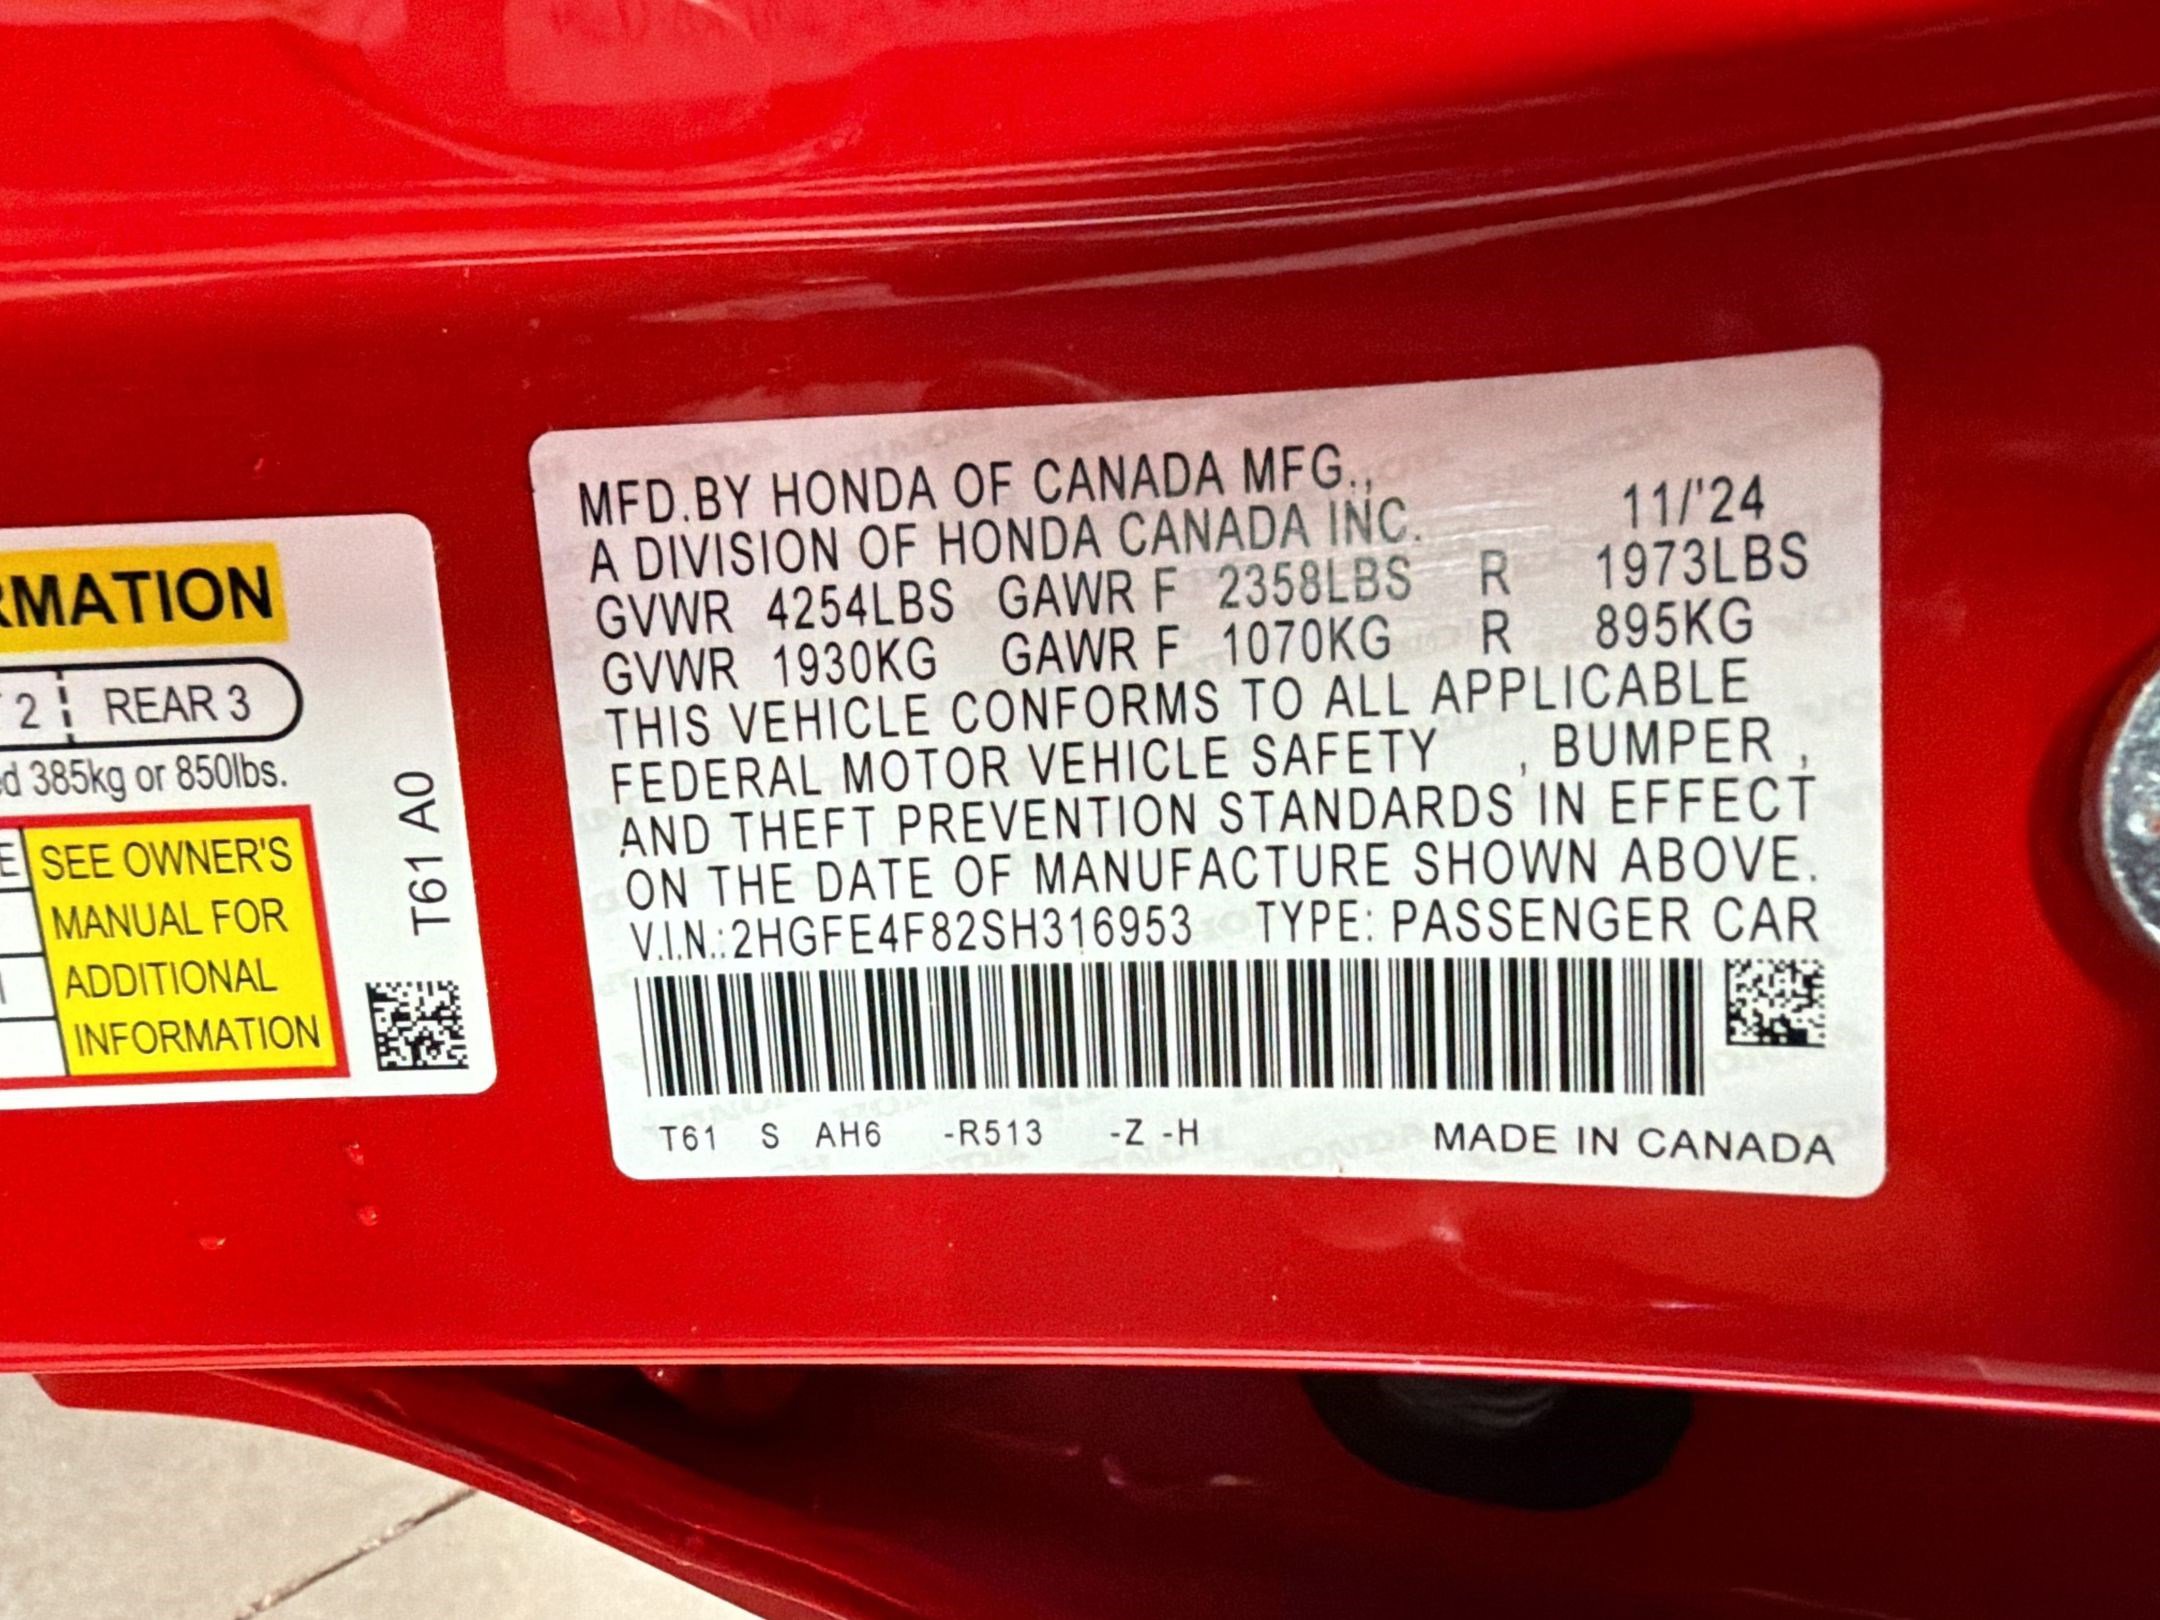 RMATION
2 REAR 3
d 385kg or 850lbs.
E SEE OWNER'S
MANUAL FOR
ADDITIONAL
INFORMATION
T61 A0
MFD.BY HONDA OF CANADA MFG.,
A DIVISION OF HONDA CANADA INC. 11/'24
GVWR 4254LBS GAWR F 2358LBS R 1973LBS
GVWR 1930KG GAWR F 1070KG R 895KG
THIS VEHICLE CONFORMS TO ALL APPLICABLE
FEDERAL MOTOR VEHICLE SAFETY , BUMPER ,
AND THEFT PREVENTION STANDARDS IN EFFECT
ON THE DATE OF MANUFACTURE SHOWN ABOVE.
V.I.N.:2HGFE4F82SH316953 TYPE: PASSENGER CAR
T61 S AH6 -R513 -Z -H MADE IN CANADA